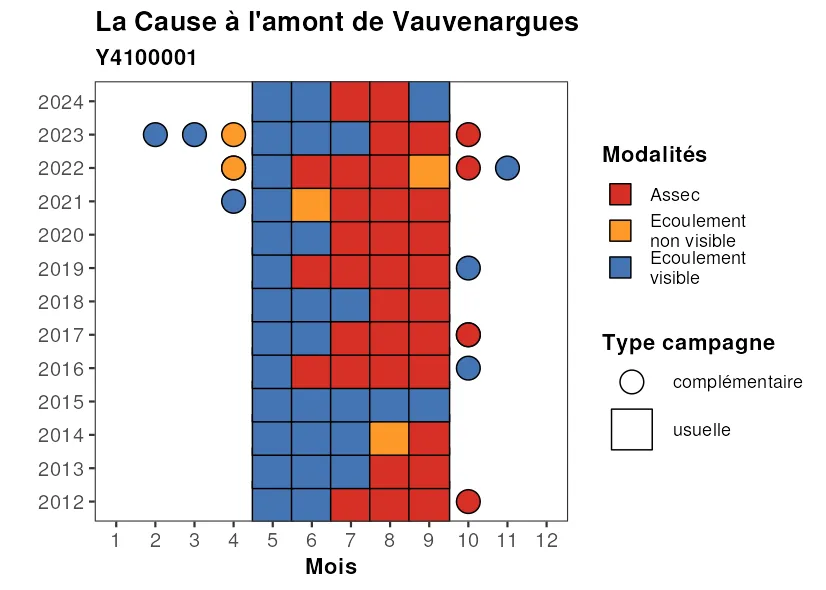 La Cause à l'amont de Vauvenargues
Y4100001
2024
2023
2022
2021
2020
2019
2018
2017
2016
2015
2014
2013
2012
1 2 3 4 5 6 7 8 9 10 11 12
Mois
Modalités
Assec
Ecoulement
non visible
Ecoulement
visible
Type campagne
complémentaire
usuelle